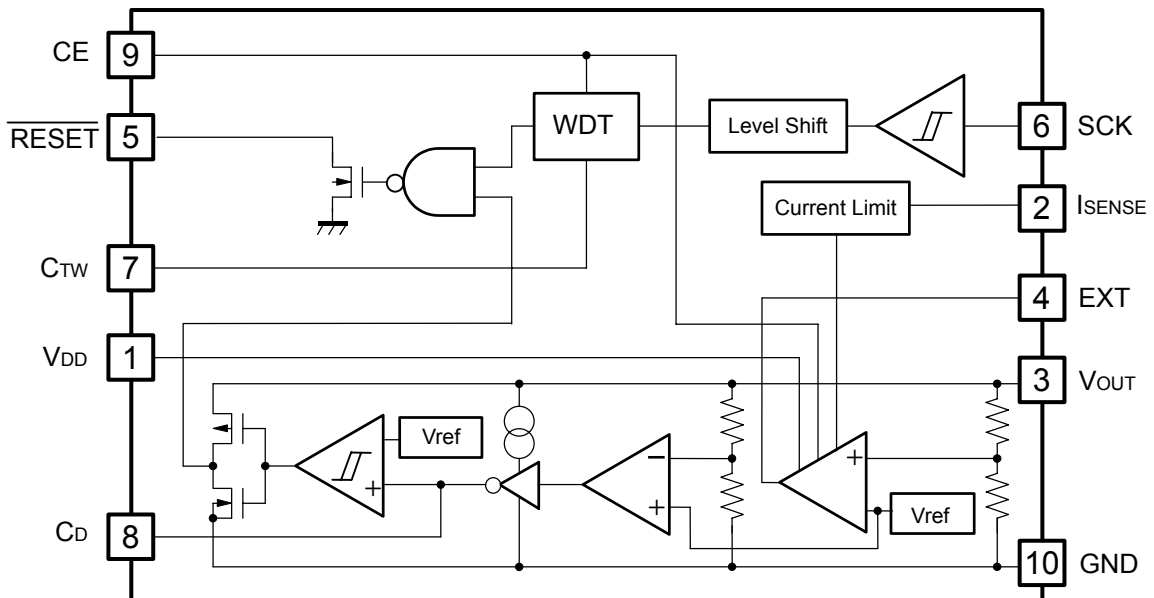 CE 9
RESET 5
CTW 7
VDD 1
CD 8
WDT
Level Shift
6 SCK
Current Limit
2 ISENSE
4 EXT
3 VOUT
Vref
+
−
+
+
Vref
10 GND